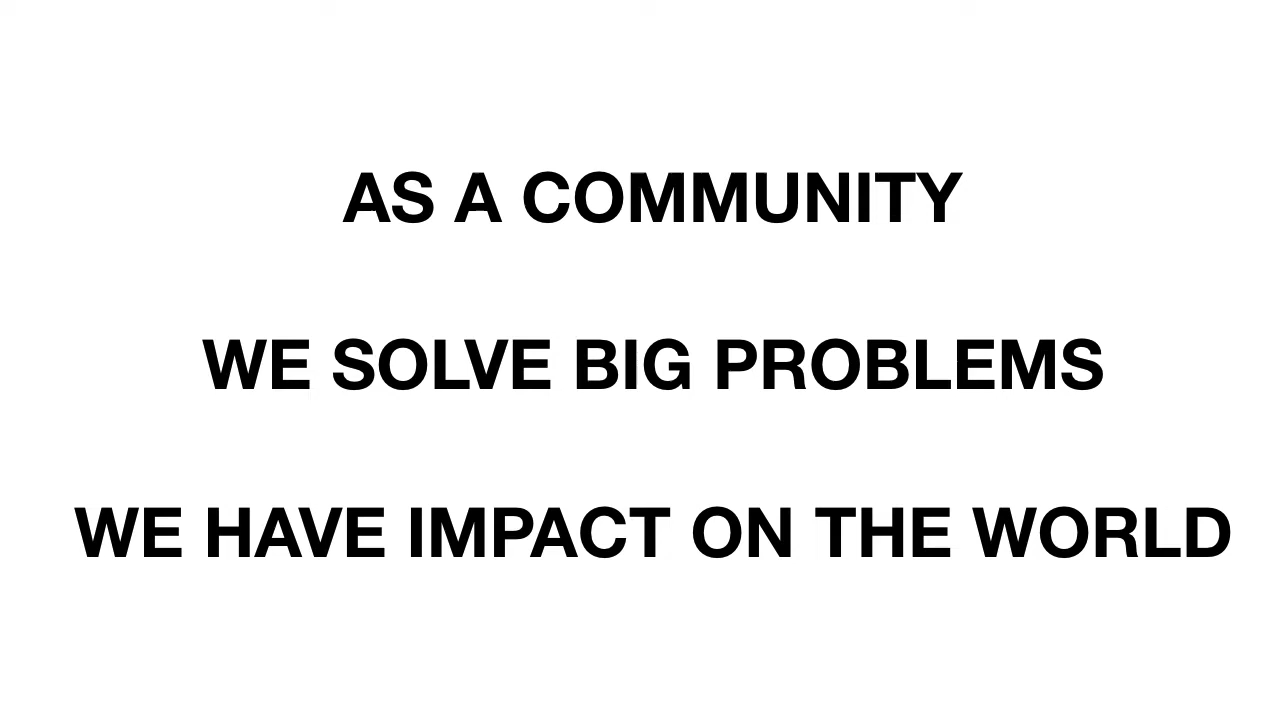 AS A COMMUNITY
WE SOLVE BIG PROBLEMS
WE HAVE IMPACT ON THE WORLD